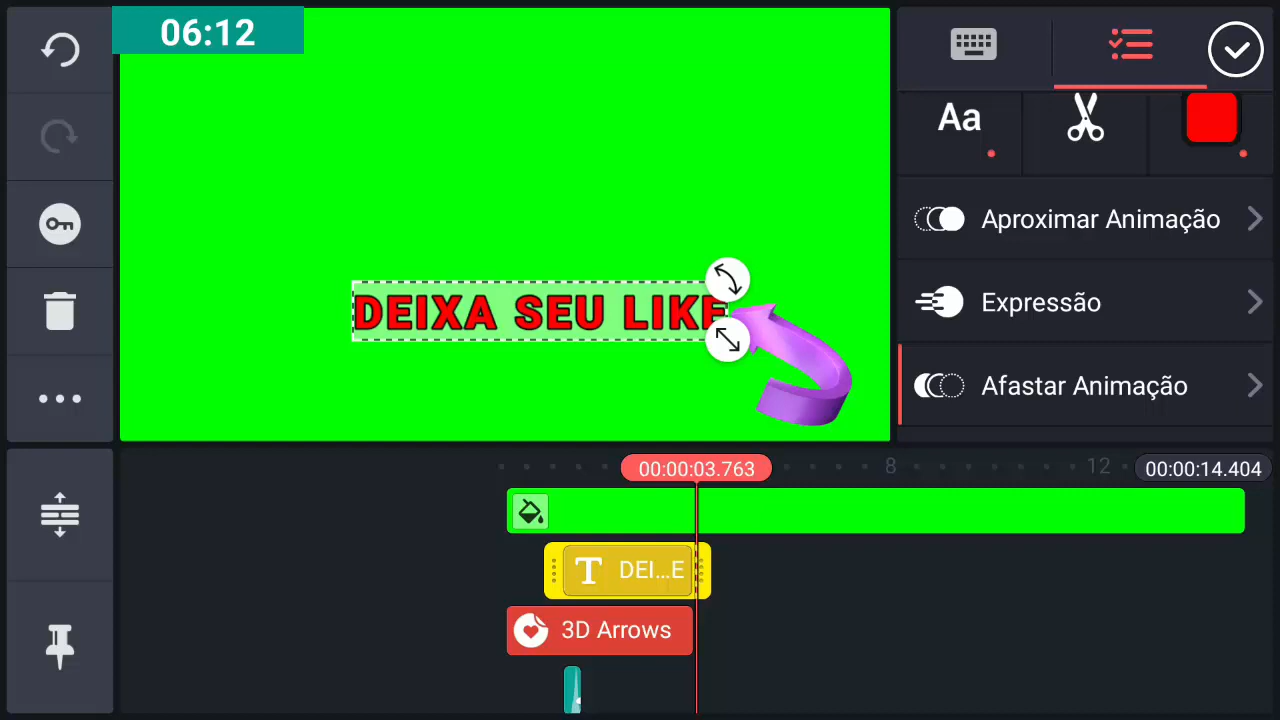 06:12
Aa
Aproximar Animação
Expressão
Afastar Animação
DEIXA SEU LIKE
00:00:03.763
8
12
00:00:14.404
T
DEI...E
3D Arrows